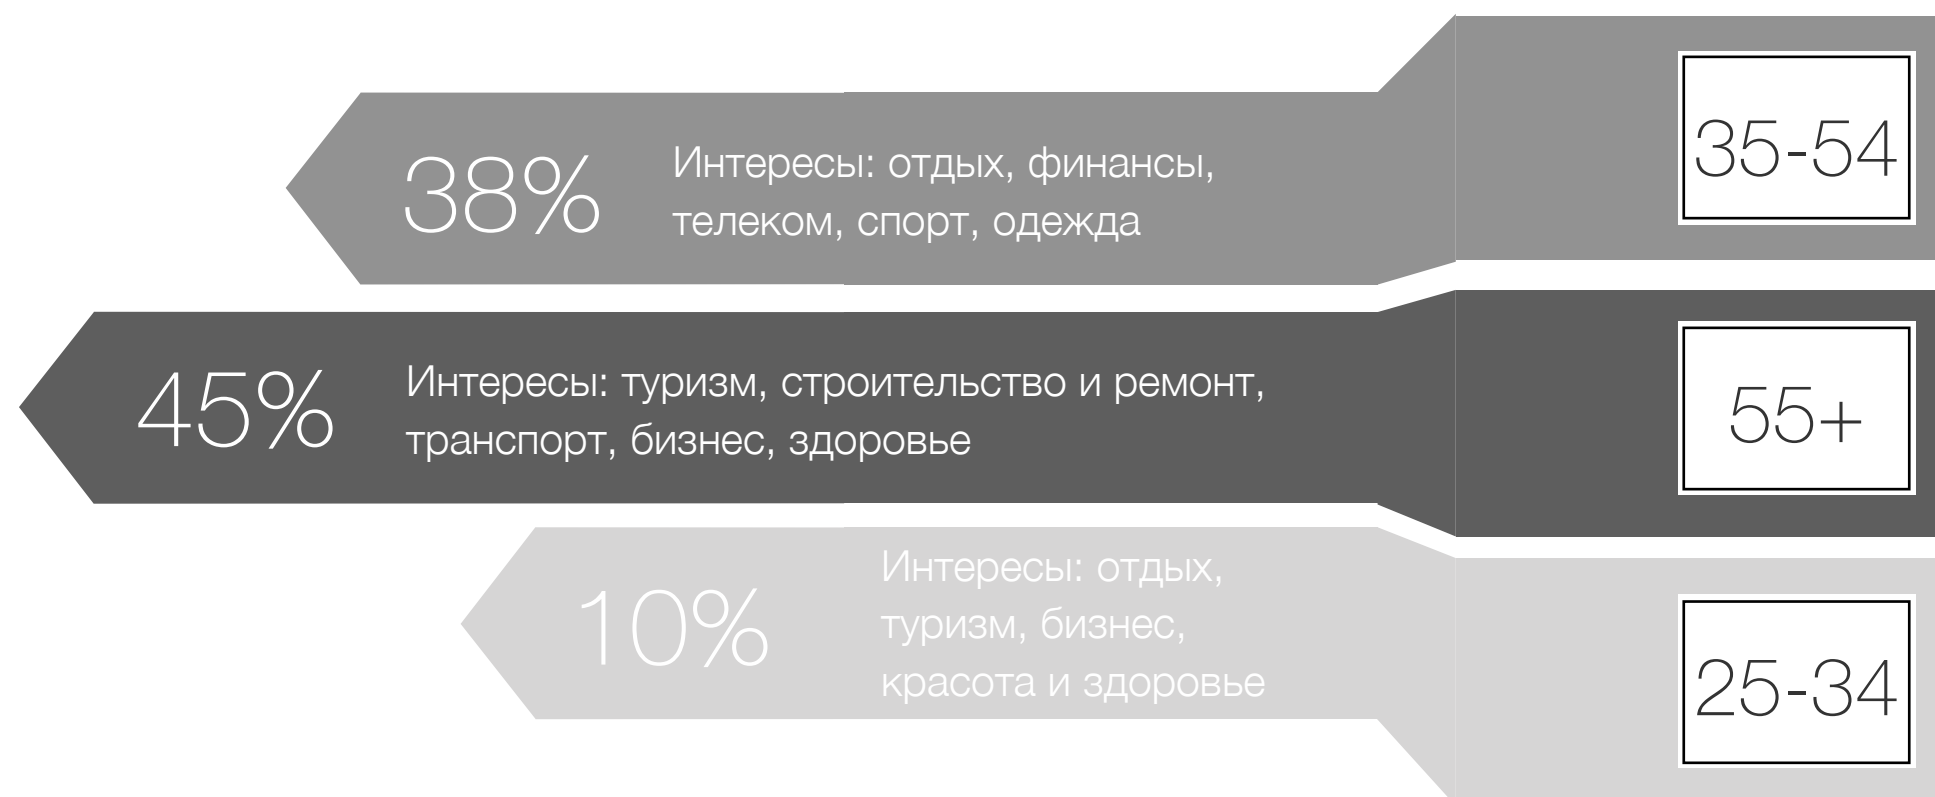 38%
Интересы: отдых, финансы,
телеком, спорт, одежда
35-54
45%
Интересы: туризм, строительство и ремонт,
транспорт, бизнес, здоровье
55+
10%
Интересы: отдых,
туризм, бизнес,
красота и здоровье
25-34